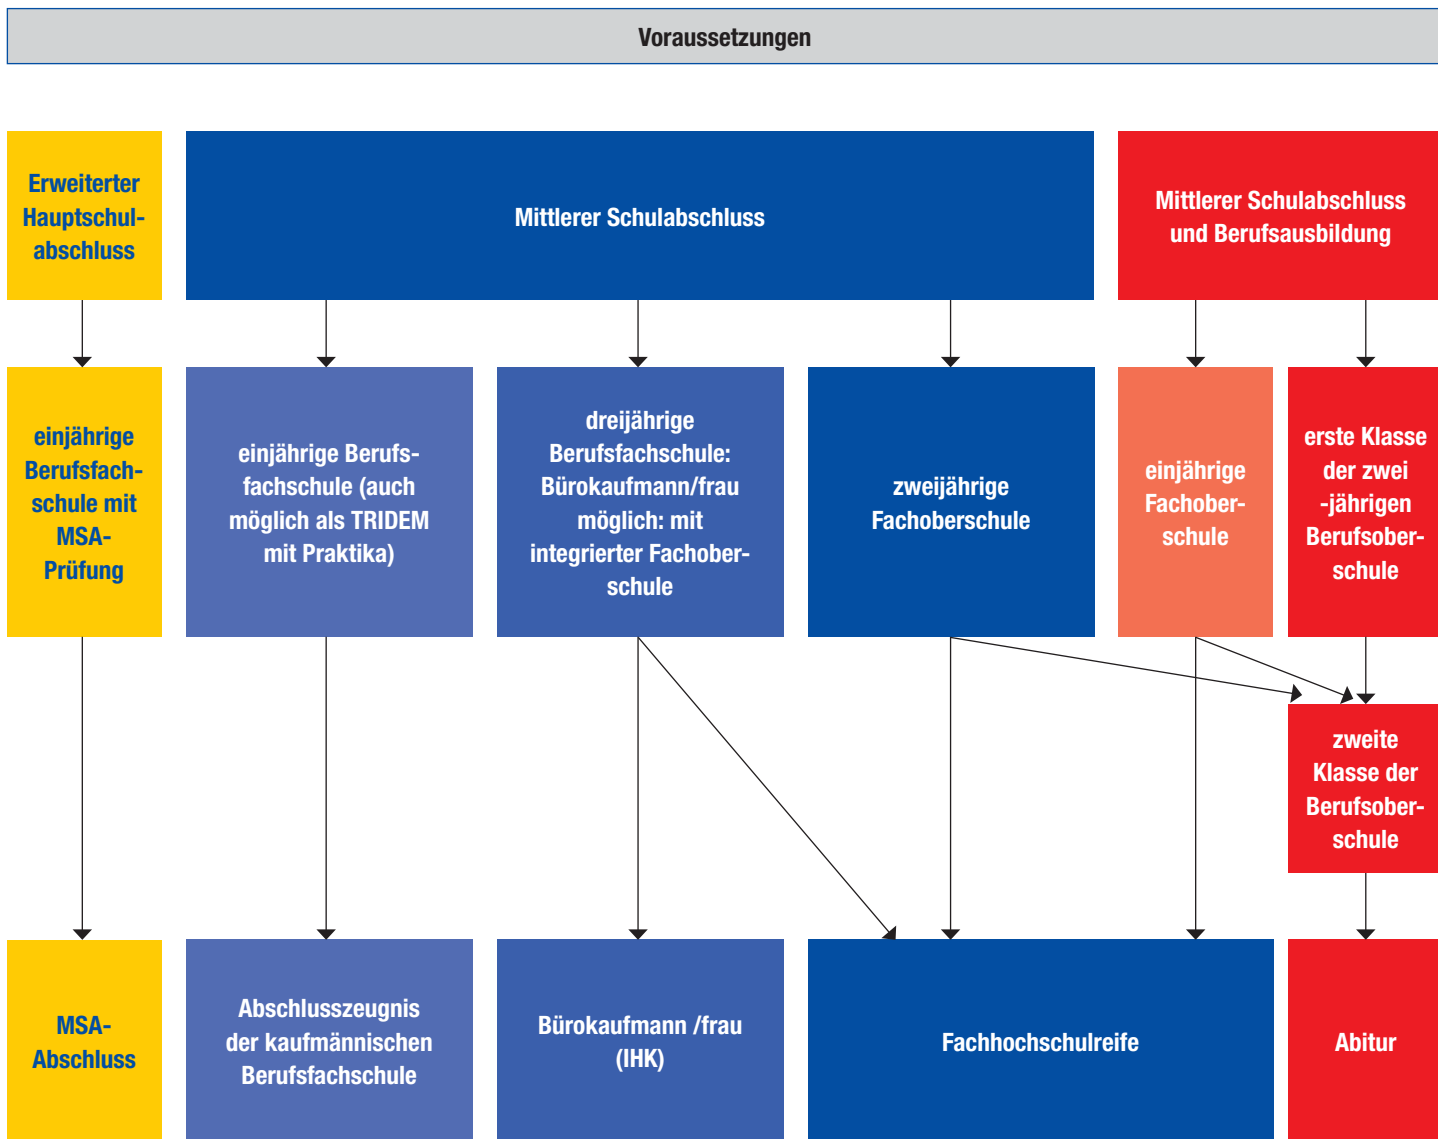 Voraussetzungen
Erweiterter
Hauptschul-
abschluss
Mittlerer Schulabschluss
Mittlerer Schulabschluss
und Berufsausbildung
einjährige
Berufsfach-
schule mit
MSA-
Prüfung
einjährige Berufs-
fachschule (auch
möglich als TRIDEM
mit Praktika)
dreijährige
Berufsfachschule:
Bürokaufmann/frau
möglich: mit
integrierter Fachober-
schule
zweijährige
Fachoberschule
einjährige
Fachober-
schule
erste Klasse
der zwei
-jährigen
Berufsober-
schule
zweite
Klasse der
Berufsober-
schule
MSA-
Abschluss
Abschlusszeugnis
der kaufmännischen
Berufsfachschule
Bürokaufmann /frau
(IHK)
Fachhochschulreife
Abitur